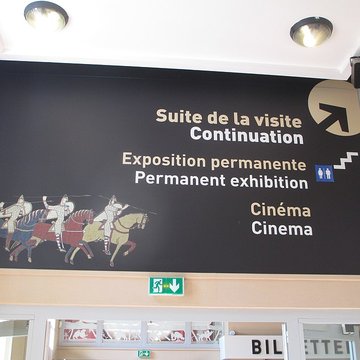 Suite de la visite
Continuation
Exposition permanente
Permanent exhibition
Cinéma
Cinema
BILLETTE